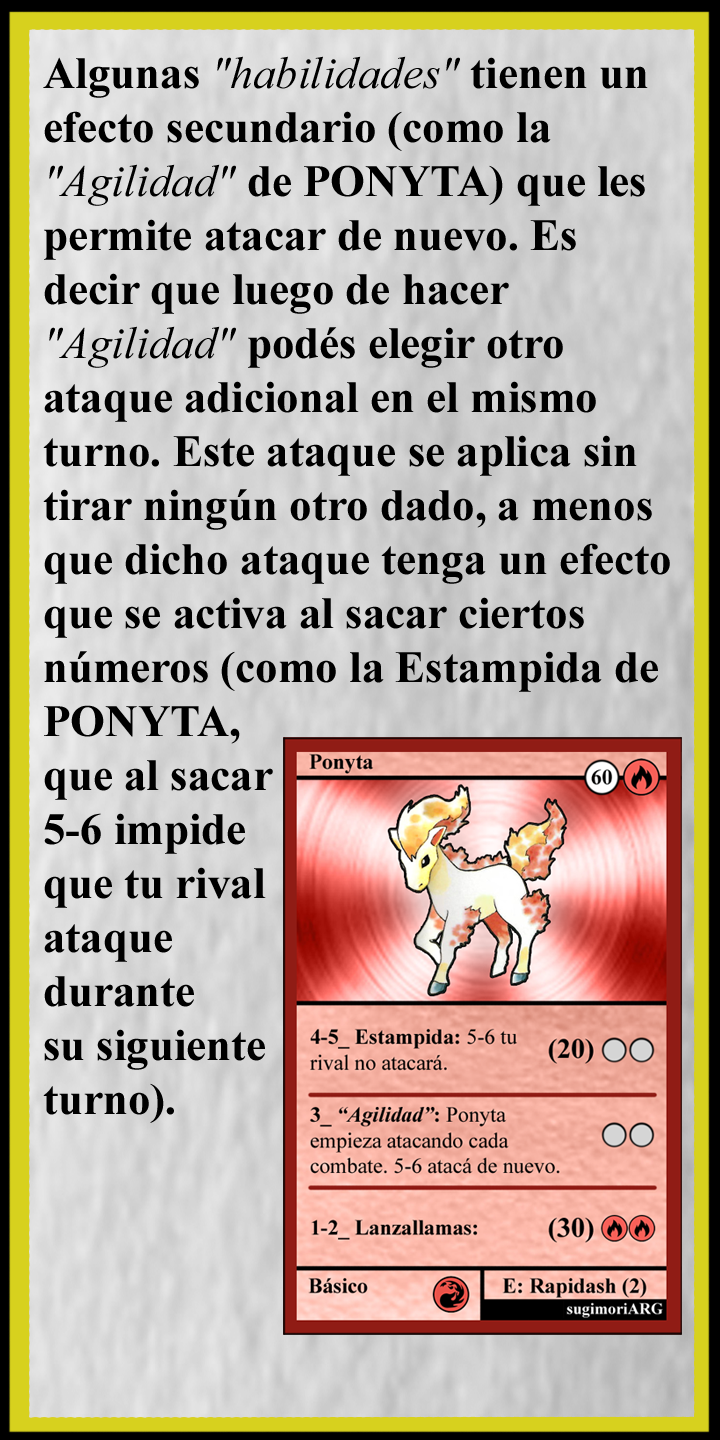 Algunas "habilidades" tienen un
efecto secundario (como la
"Agilidad" de PONYTA) que les
permite atacar de nuevo. Es
decir que luego de hacer
"Agilidad" podés elegir otro
ataque adicional en el mismo
turno. Este ataque se aplica sin
tirar ningún otro dado, a menos
que dicho ataque tenga un efecto
que se activa al sacar ciertos
números (como la Estampida de
PONYTA,
que al sacar
5-6 impide
que tu rival
ataque
durante
su siguiente
turno).
Ponyta
60
4-5_ Estampida: 5-6 tu
rival no atacará.
(20)
3_ “Agilidad”: Ponyta
empieza atacando cada
combate. 5-6 atacá de nuevo.
1-2_ Lanzallamas: (30)
Básico
E: Rapidash (2)
sugimoriARG